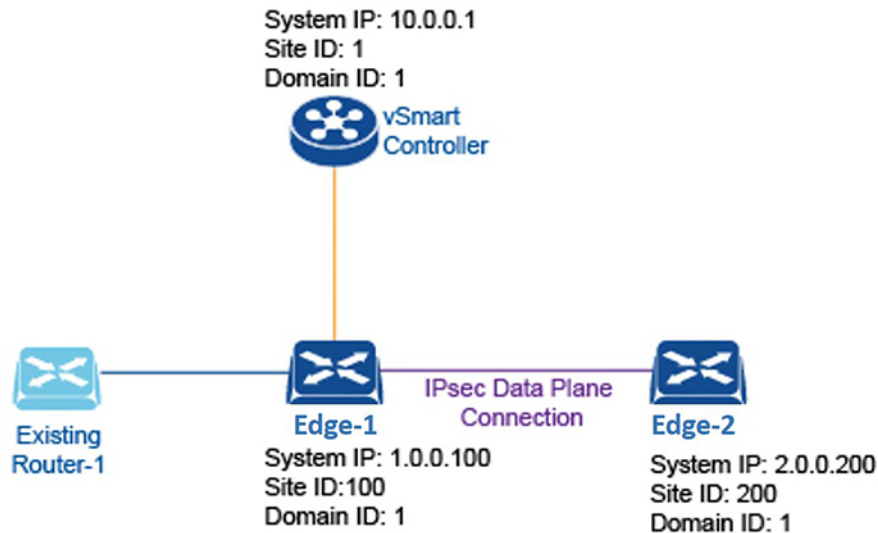 System IP: 10.0.0.1
Site ID: 1
Domain ID: 1
vSmart
Controller
IPsec Data Plane
Connection
Existing
Router-1
Edge-1
System IP: 1.0.0.100
Site ID:100
Domain ID: 1
Edge-2
System IP: 2.0.0.200
Site ID: 200
Domain ID: 1